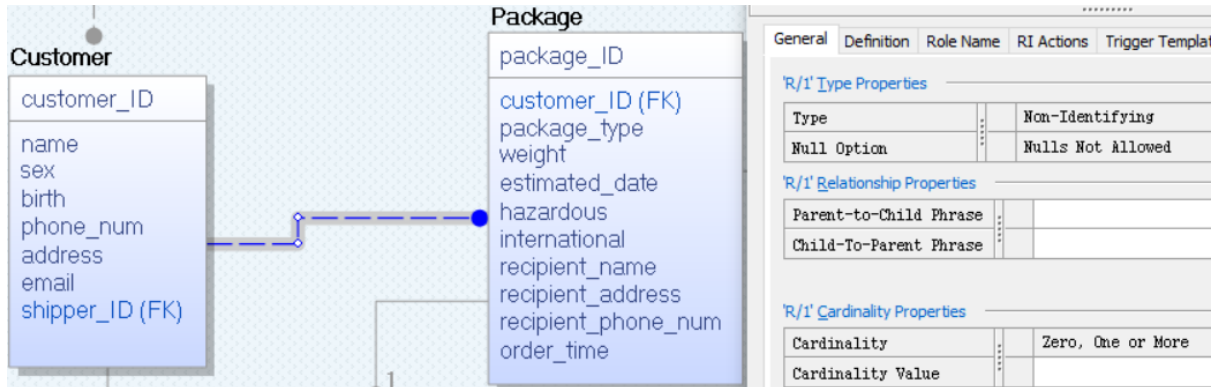 Customer
customer_ID
name
sex
birth
phone_num
address
email
shipper_ID (FK)
Package
package_ID
customer_ID (FK)
package_type
weight
estimated_date
hazardous
international
recipient_name
recipient_address
recipient_phone_num
order_time
1
General Definition Role Name RI Actions Trigger Templat
'R/1' Type Properties
Type Non-Identifying
Null Option Nulls Not Allowed
'R/1' Relationship Properties
Parent-to-Child Phrase
Child-To-Parent Phrase
'R/1' Cardinality Properties
Cardinality Zero, One or More
Cardinality Value